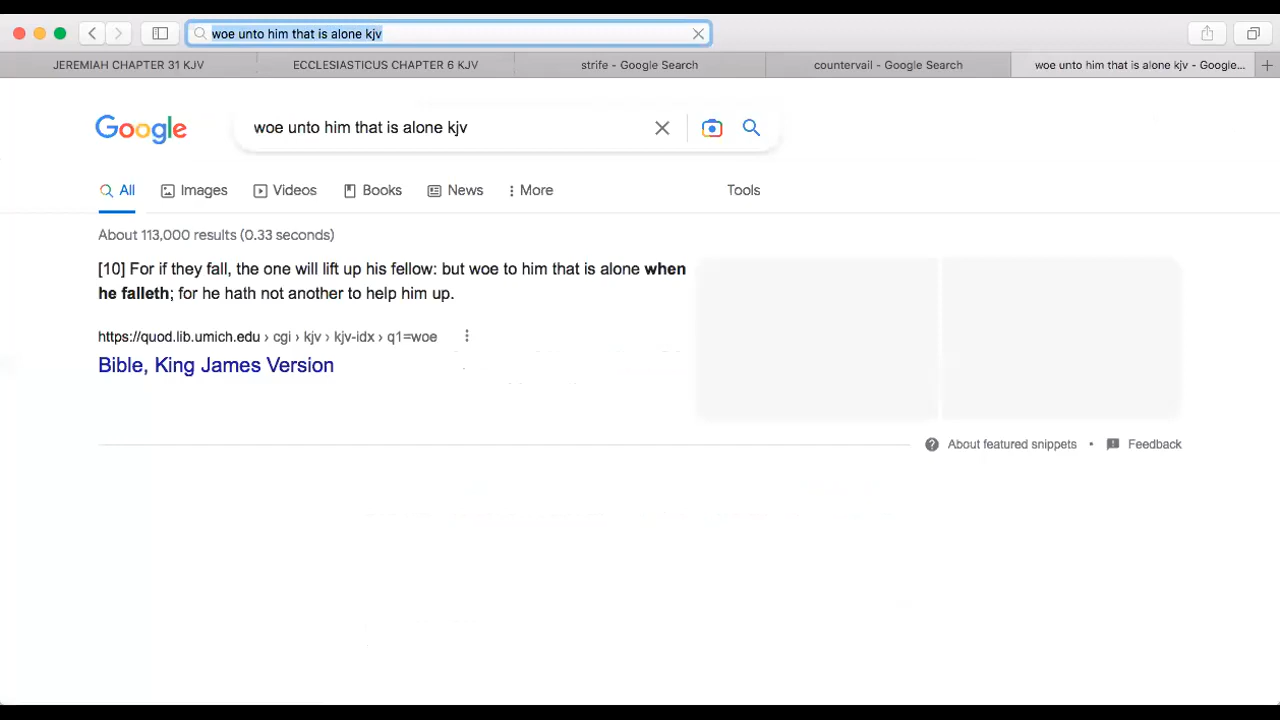 woe unto him that is alone kjv
JEREMIAH CHAPTER 31 KJV
ECCLESIASTICUS CHAPTER 6 KJV
strife - Google Search
countervail - Google Search
woe unto him that is alone kjv - Google...
Google
woe unto him that is alone kjv
All
Images
Videos
Books
News
More
Tools
About 113,000 results (0.33 seconds)
[10] For if they fall, the one will lift up his fellow: but woe to him that is alone when
he falleth; for he hath not another to help him up.
https://quod.lib.umich.edu › cgi › kjv › kjv-idx › q1=woe
Bible, King James Version
About featured snippets • Feedback